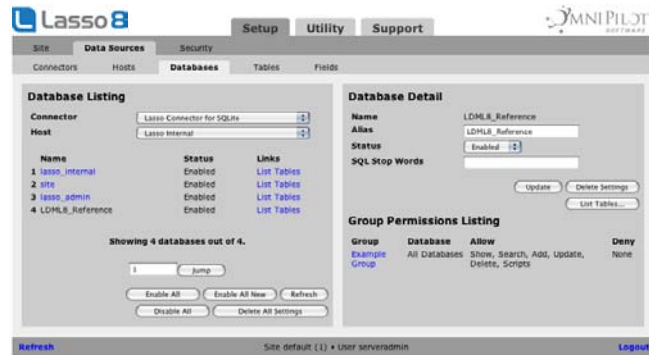 Lasso 8
Setup Utility Support
OMNIPILOT
SOFTWARE
Site Data Sources Security
Connectors Hosts Databases Tables Fields
Database Listing
Connector Lasso Connector for SQLite
Host Lasso Internal
Name Status Links
1 lasso_internal Enabled List Tables
2 site Enabled List Tables
3 lasso_admin Enabled List Tables
4 LDML8_Reference Enabled List Tables
Showing 4 databases out of 4.
1 Jump
Enable All Enable All New Refresh
Disable All Delete All Settings
Database Detail
Name LDML8_Reference
Alias LDML8_Reference
Status Enabled
SQL Stop Words
Update Delete Settings
List Tables...
Group Permissions Listing
Group Database Allow Deny
Example Group All Databases Show, Search, Add, Update, Delete, Scripts None
Refresh Site default (1) • User serveradmin Logout